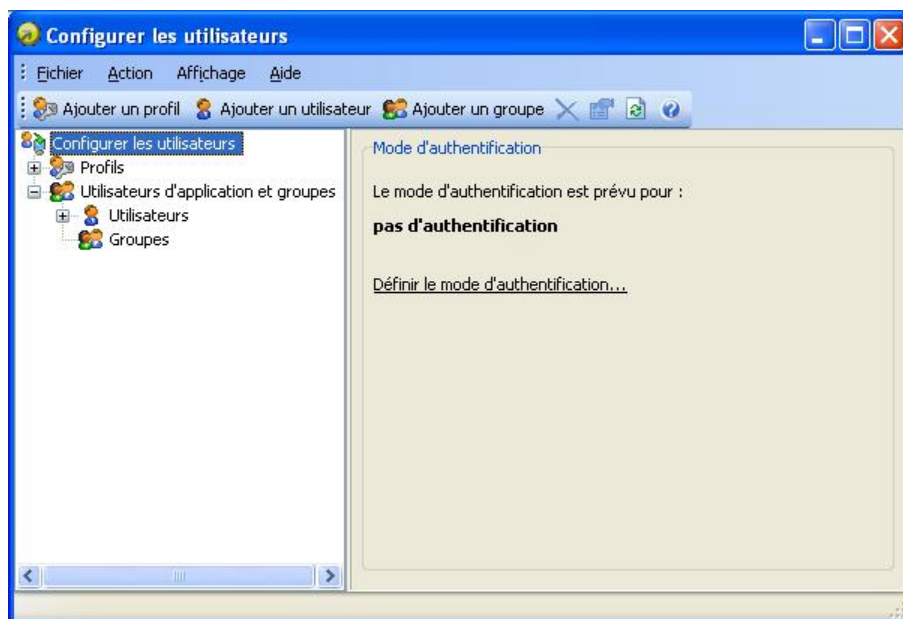 Configurer les utilisateurs
Fichier Action Affichage Aide
Ajouter un profil Ajouter un utilisateur Ajouter un groupe
Configurer les utilisateurs
Profils
Utilisateurs d'application et groupes
Utilisateurs
Groupes
Mode d'authentification
Le mode d'authentification est prévu pour :
pas d'authentification
Définir le mode d'authentification...